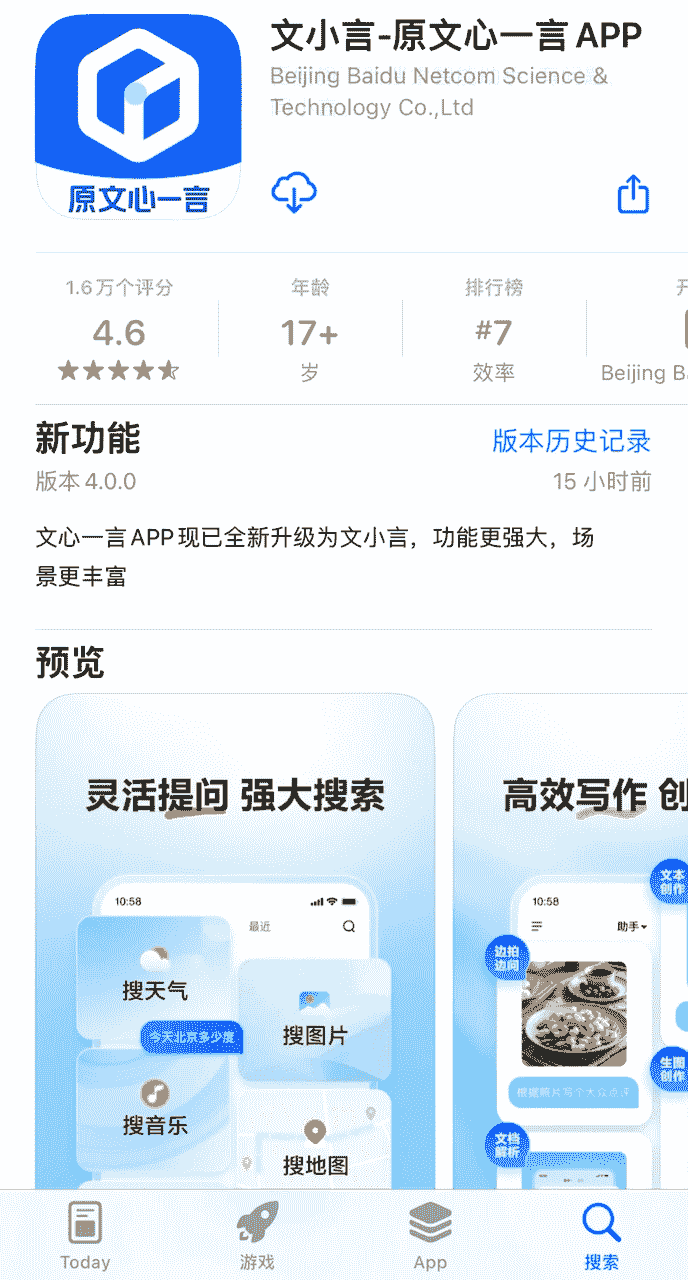 文小言-原文心一言APP
Beijing Baidu Netcom Science &
Technology Co.,Ltd
原文心一言
1.6万个评分
4.6
年龄
17+
岁
排行榜
#7
效率
Beijing B
新功能
版本历史记录
版本 4.0.0
15 小时前
文心一言APP现已全新升级为文小言，功能更强大，场
景更丰富
预览
灵活提问 强大搜索
10:58
最近
搜天气
今天北京多少度
搜图片
搜音乐
搜地图
高效写作 创
文本
创作
10:58
助手
边拍
边问
根据照片写个大众点评
生图
创作
文档
解析
Today
游戏
App
搜索